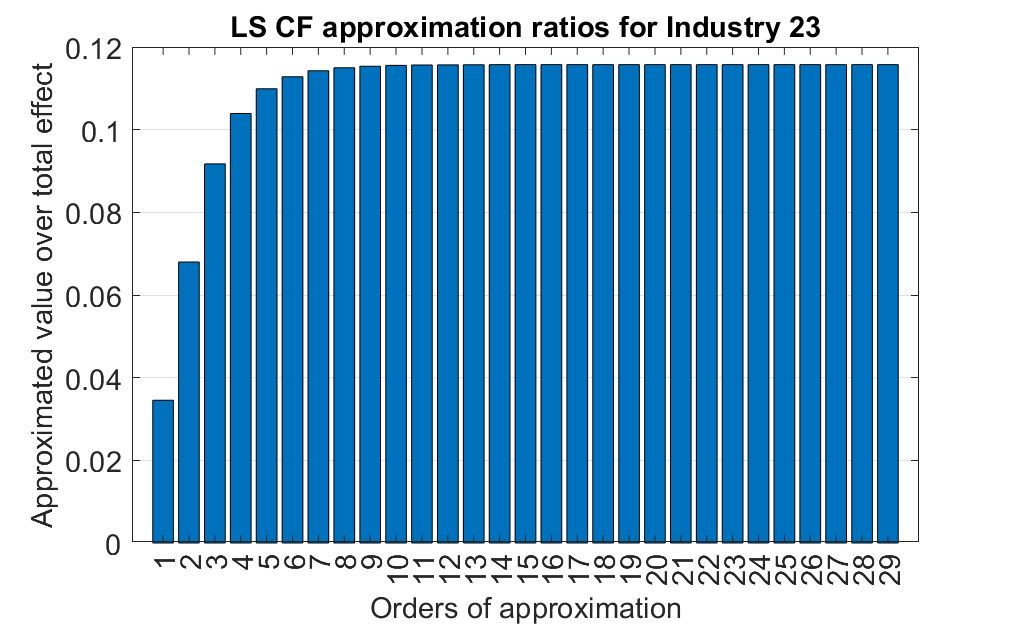 LS CF approximation ratios for Industry 23
Approximated value over total effect
0.12
0.1
0.08
0.06
0.04
0.02
0
1 2 3 4 5 6 7 8 9 10 11 12 13 14 15 16 17 18 19 20 21 22 23 24 25 26 27 28 29
Orders of approximation